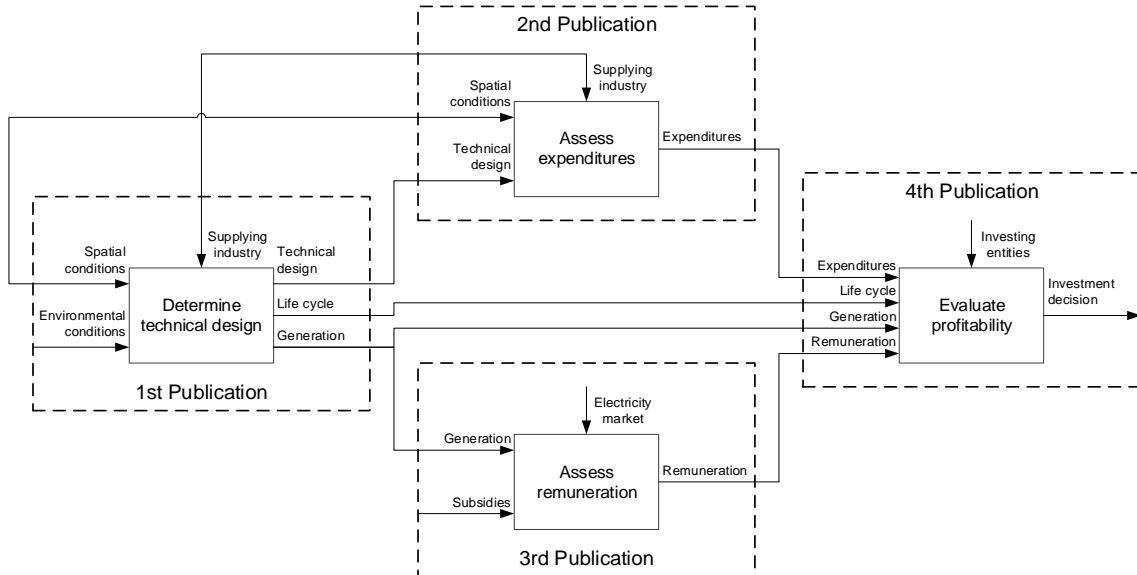 2nd Publication
Supplying
industry
Spatial
conditions
Assess
expenditures
Expenditures
Technical
design
4th Publication
Supplying
industry
Technical
design
Spatial
conditions
Determine
technical design
Life cycle
Environmental
conditions
Generation
1st Publication
Investing
entities
Expenditures
Life cycle
Generation
Remuneration
Evaluate
profitability
Investment
decision
Electricity
market
Generation
Assess
remuneration
Remuneration
Subsidies
3rd Publication